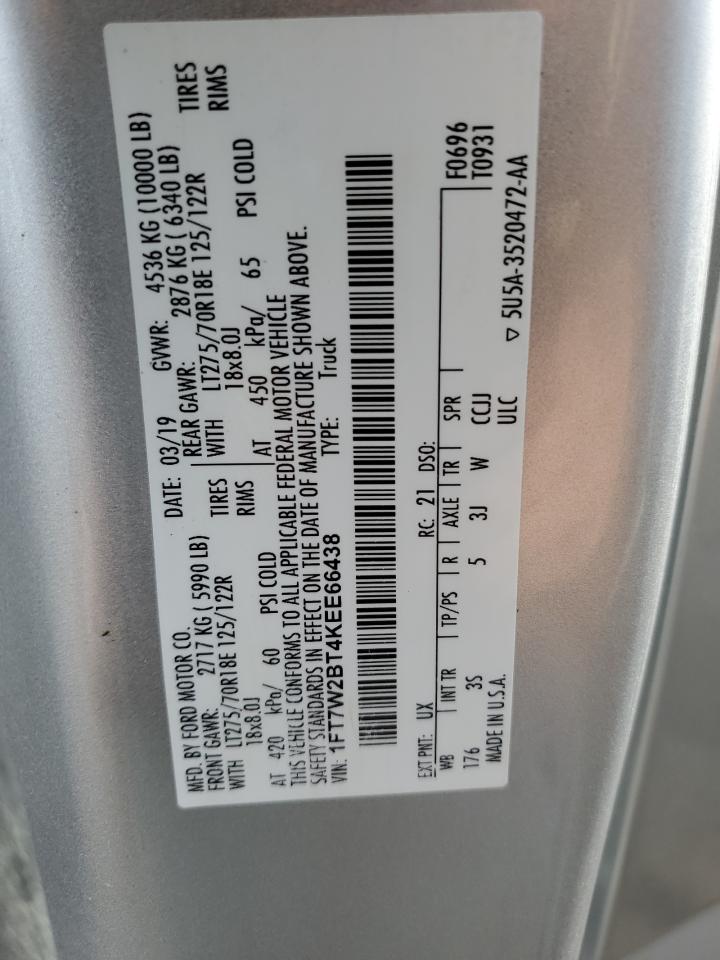 MFD. BY FORD MOTOR CO.
DATE: 03/19 GVWR: 4536 KG (10000 LB)
FRONT GAWR: 2717 KG ( 5990 LB) REAR GAWR: 2876 KG ( 6340 LB)
WITH LT275/70R18E 125/122R TIRES WITH LT275/70R18E 125/122R TIRES
18x8.0J RIMS 18x8.0J RIMS
AT 420 kPa/ 60 PSI COLD AT 450 kPa/ 65 PSI COLD
THIS VEHICLE CONFORMS TO ALL APPLICABLE FEDERAL MOTOR VEHICLE
SAFETY STANDARDS IN EFFECT ON THE DATE OF MANUFACTURE SHOWN ABOVE.
VIN: 1FT7W2BT4KEE66438 TYPE: Truck
F0696
T0931
EXT PNT: UX RC: 21 DSO:
WB INT TR TP/PS R AXLE TR SPR
176 3S 5 3J W CCJJ
MADE IN U.S.A. ULC
▽ 5U5A-3520472-AA